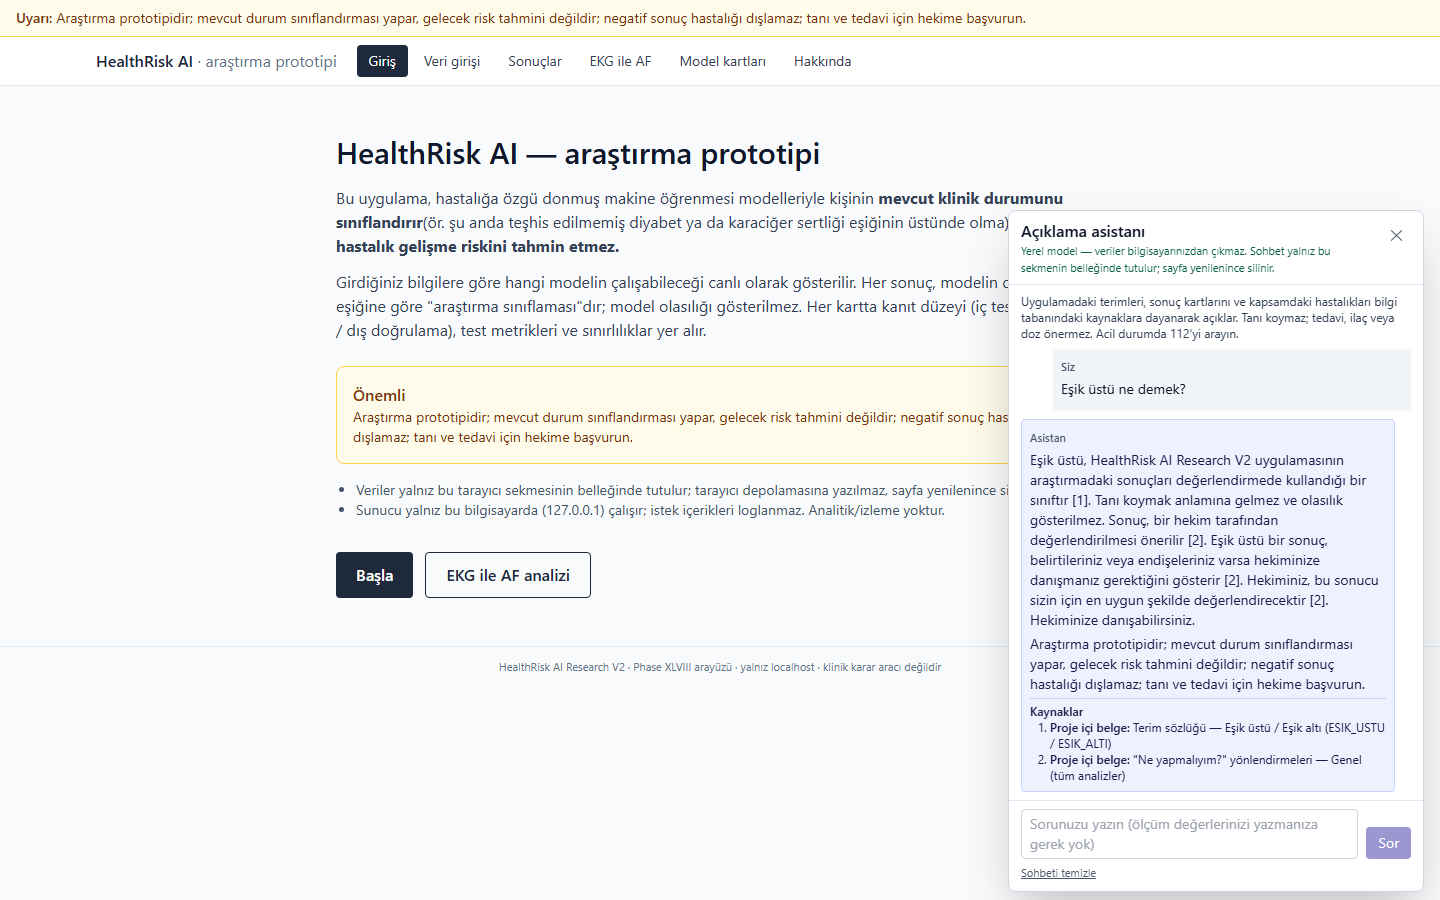 Uyarı: Araştırma prototipidir; mevcut durum sınıflandırması yapar, gelecek risk tahmini değildir; negatif sonuç hastalığı dışlamaz; tanı ve tedavi için hekime başvurun.
HealthRisk AI · araştırma prototipi
Giriş
Veri girişi
Sonuçlar
EKG ile AF
Model kartları
Hakkında
HealthRisk AI — araştırma prototipi
Bu uygulama, hastalığa özgü donmuş makine öğrenmesi modelleriyle kişinin mevcut klinik durumunu
sınıflandırır(ör. şu anda teşhis edilmemiş diyabet ya da karaciğer sertliği eşiğinin üstünde olma)
hastalık gelişme riskini tahmin etmez.
Girdiğiniz bilgilere göre hangi modelin çalışabileceği canlı olarak gösterilir. Her sonuç, modelin
eşiğine göre "araştırma sınıflaması"dır; model olasılığı gösterilmez. Her kartta kanıt düzeyi (iç
/ dış doğrulama), test metrikleri ve sınırlılıklar yer alır.
Önemli
Araştırma prototipidir; mevcut durum sınıflandırması yapar, gelecek risk tahmini değildir; negatif sonuç
dışlamaz; tanı ve tedavi için hekime başvurun.
• Veriler yalnız bu tarayıcı sekmesinin belleğinde tutulur; tarayıcı depolamasına yazılmaz, sayfa yenilenince
• Sunucu yalnız bu bilgisayarda (127.0.0.1) çalışır; istek içerikleri loglanmaz. Analitik/izleme yoktur.
Başla
EKG ile AF analizi
HealthRisk AI Research V2 · Phase XLVIII arayüzü · yalnız localhost · klinik karar aracı değildir
Açıklama asistanı
Yerel model — veriler bilgisayarınızdan çıkmaz. Sohbet yalnız bu
sekmenin belleğinde tutulur; sayfa yenilenince silinir.
Uygulamadaki terimleri, sonuç kartlarını ve kapsamdaki hastalıkları bilgi
tabanındaki kaynaklara dayanarak açıklar. Tanı koymaz; tedavi, ilaç veya
doz önermez. Acil durumda 112'yi arayın.
Siz
Eşik üstü ne demek?
Asistan
Eşik üstü, HealthRisk AI Research V2 uygulamasının
araştırmadaki sonuçları değerlendirmede kullandığı bir
sınıftır [1]. Tanı koymak anlamına gelmez ve olasılık
gösterilmez. Sonuç, bir hekim tarafından
değerlendirilmesi önerilir [2]. Eşik üstü bir sonuç,
belirtileriniz veya endişeleriniz varsa hekiminize
danışmanız gerektiğini gösterir [2]. Hekiminiz, bu sonucu
sizin için en uygun şekilde değerlendirecektir [2].
Hekiminize danışabilirsiniz.
Araştırma prototipidir; mevcut durum sınıflandırması
yapar, gelecek risk tahmini değildir; negatif sonuç
hastalığı dışlamaz; tanı ve tedavi için hekime başvurun.
Kaynaklar
1. Proje içi belge: Terim sözlüğü — Eşik üstü / Eşik altı (ESIK_USTU
/ ESIK_ALTI)
2. Proje içi belge: "Ne yapmalıyım?" yönlendirmeleri — Genel
(tüm analizler)
Sorunuzu yazın (ölçüm değerlerinizi yazmanıza
gerek yok)
Sor
Sohbeti temizle